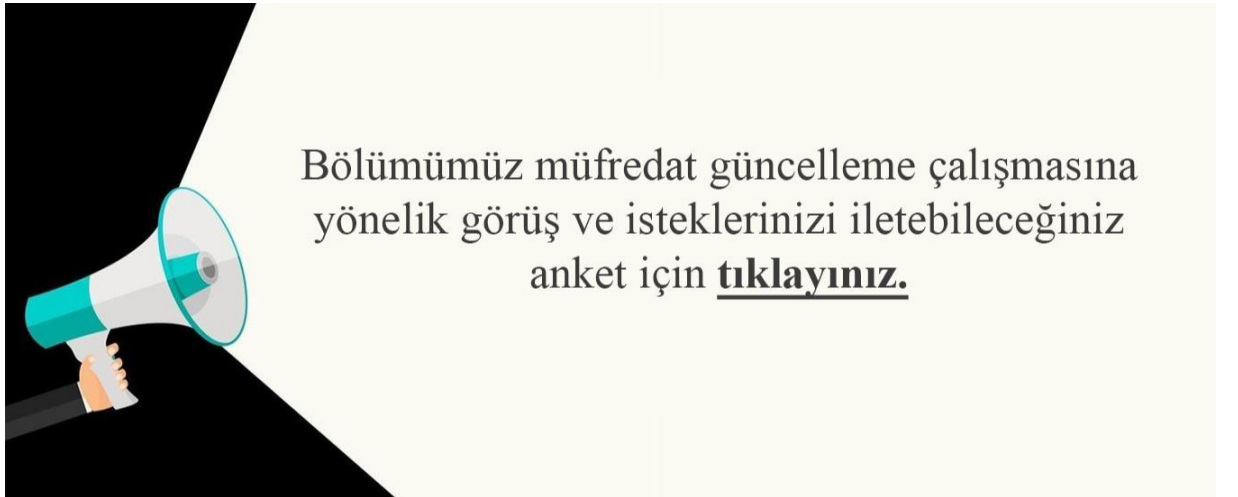 Bölümümüz müfredat güncelleme çalışmasına
yönelik görüş ve isteklerinizi iletebileceğiniz
anket için tıklayınız.